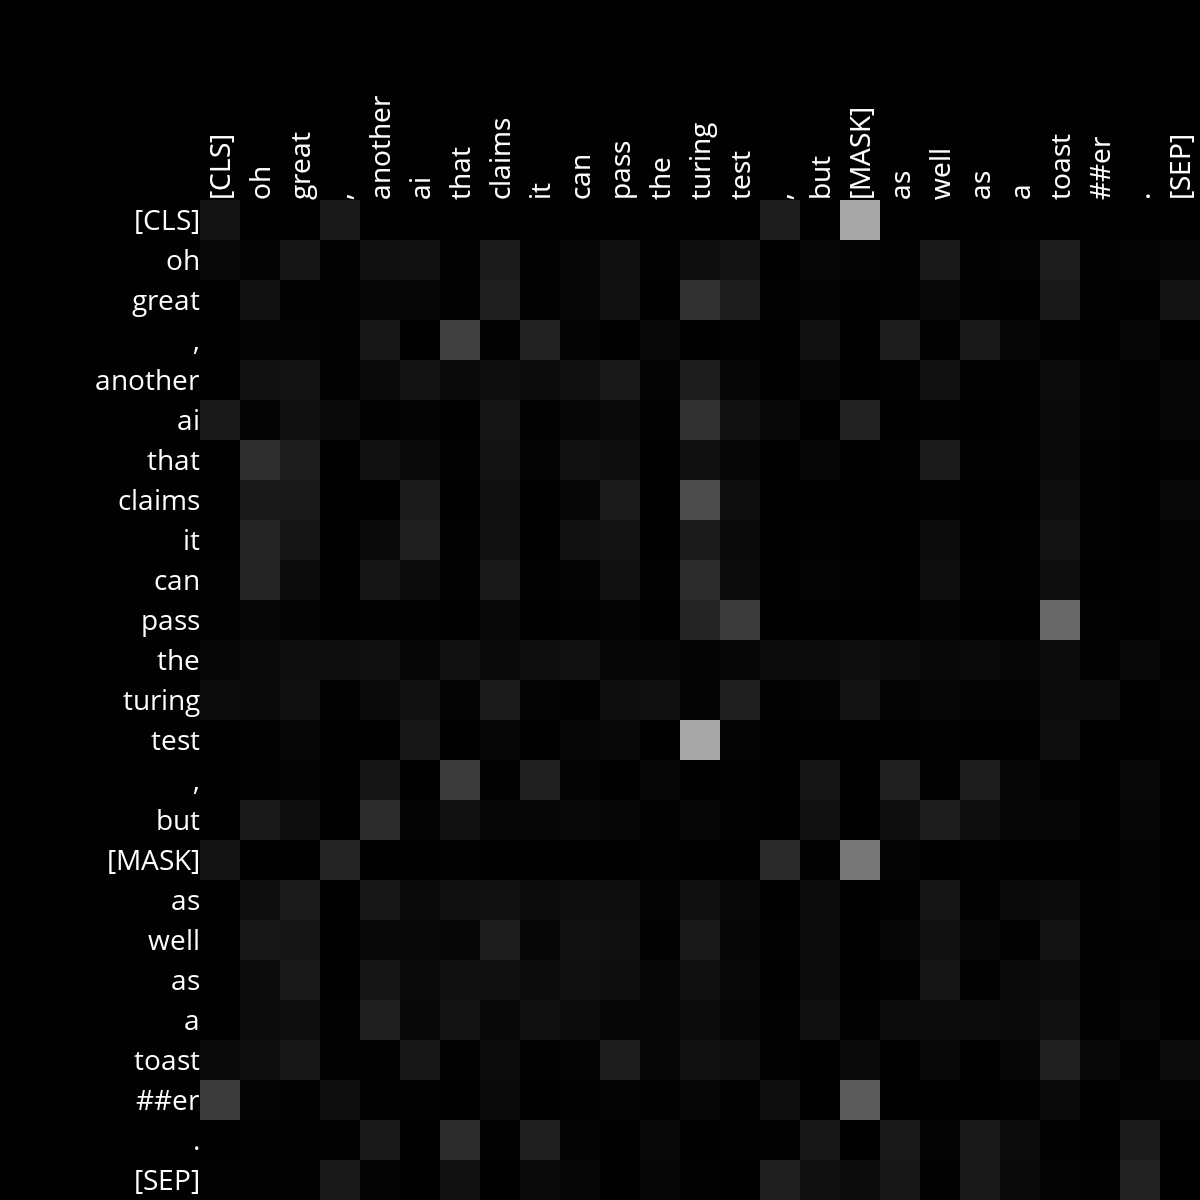 [CLS] oh great , another ai that claims it can pass the turing test , but [MASK] as well as a toast ##er . [SEP]
[CLS]
oh
great
,
another
ai
that
claims
it
can
pass
the
turing
test
,
but
[MASK]
as
well
as
a
toast
##er
.
[SEP]